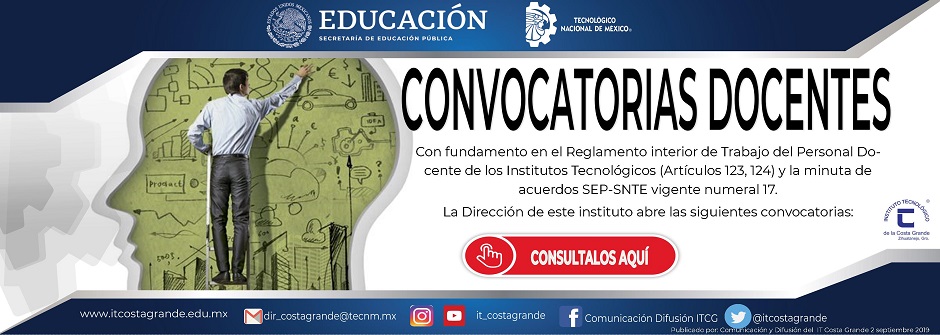 EDUCACIÓN
SECRETARÍA DE EDUCACIÓN PÚBLICA
TECNOLÓGICO
NACIONAL DE MÉXICO®
CONVOCATORIAS DOCENTES
Con fundamento en el Reglamento interior de Trabajo del Personal Do-
cente de los Institutos Tecnológicos (Artículos 123, 124) y la minuta de
acuerdos SEP-SNTE vigente numeral 17.
La Dirección de este instituto abre las siguientes convocatorias:
CONSULTALOS AQUÍ
INSTITUTO TECNOLÓGICO ®
de la Costa Grande
Zihuatanejo, Gro.
IDEA
Product
www.itcostagrande.edu.mx
dir_costagrande@tecnm.mx
it_costagrande
Comunicación Difusión ITCG
@itcostagrande
Publicado por: Comunicación y Difusión del IT Costa Grande 2 septiembre 2019